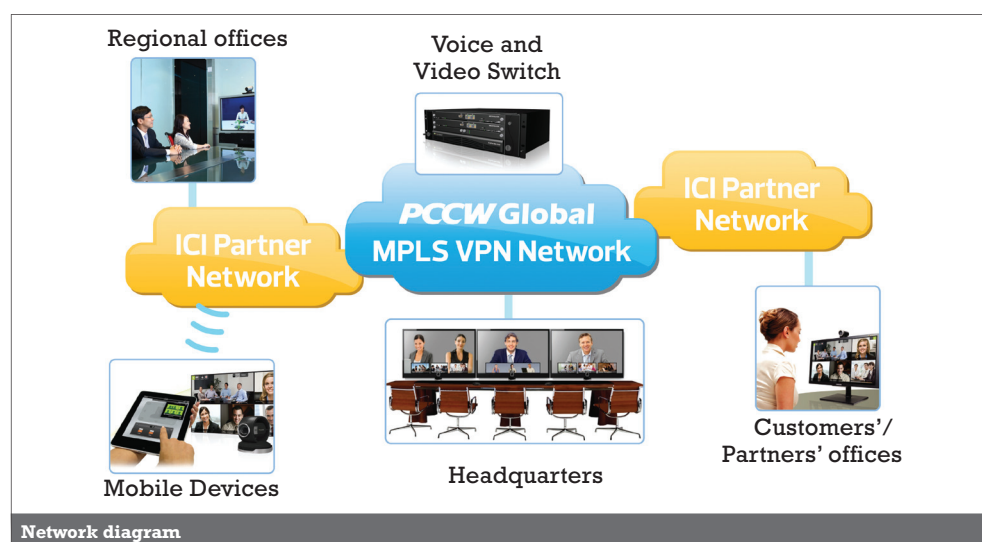 Regional offices
Voice and
Video Switch
ICI Partner
Network
PCCW Global
MPLS VPN Network
ICI Partner
Network
Mobile Devices
Headquarters
Customers'/
Partners' offices
Network diagram